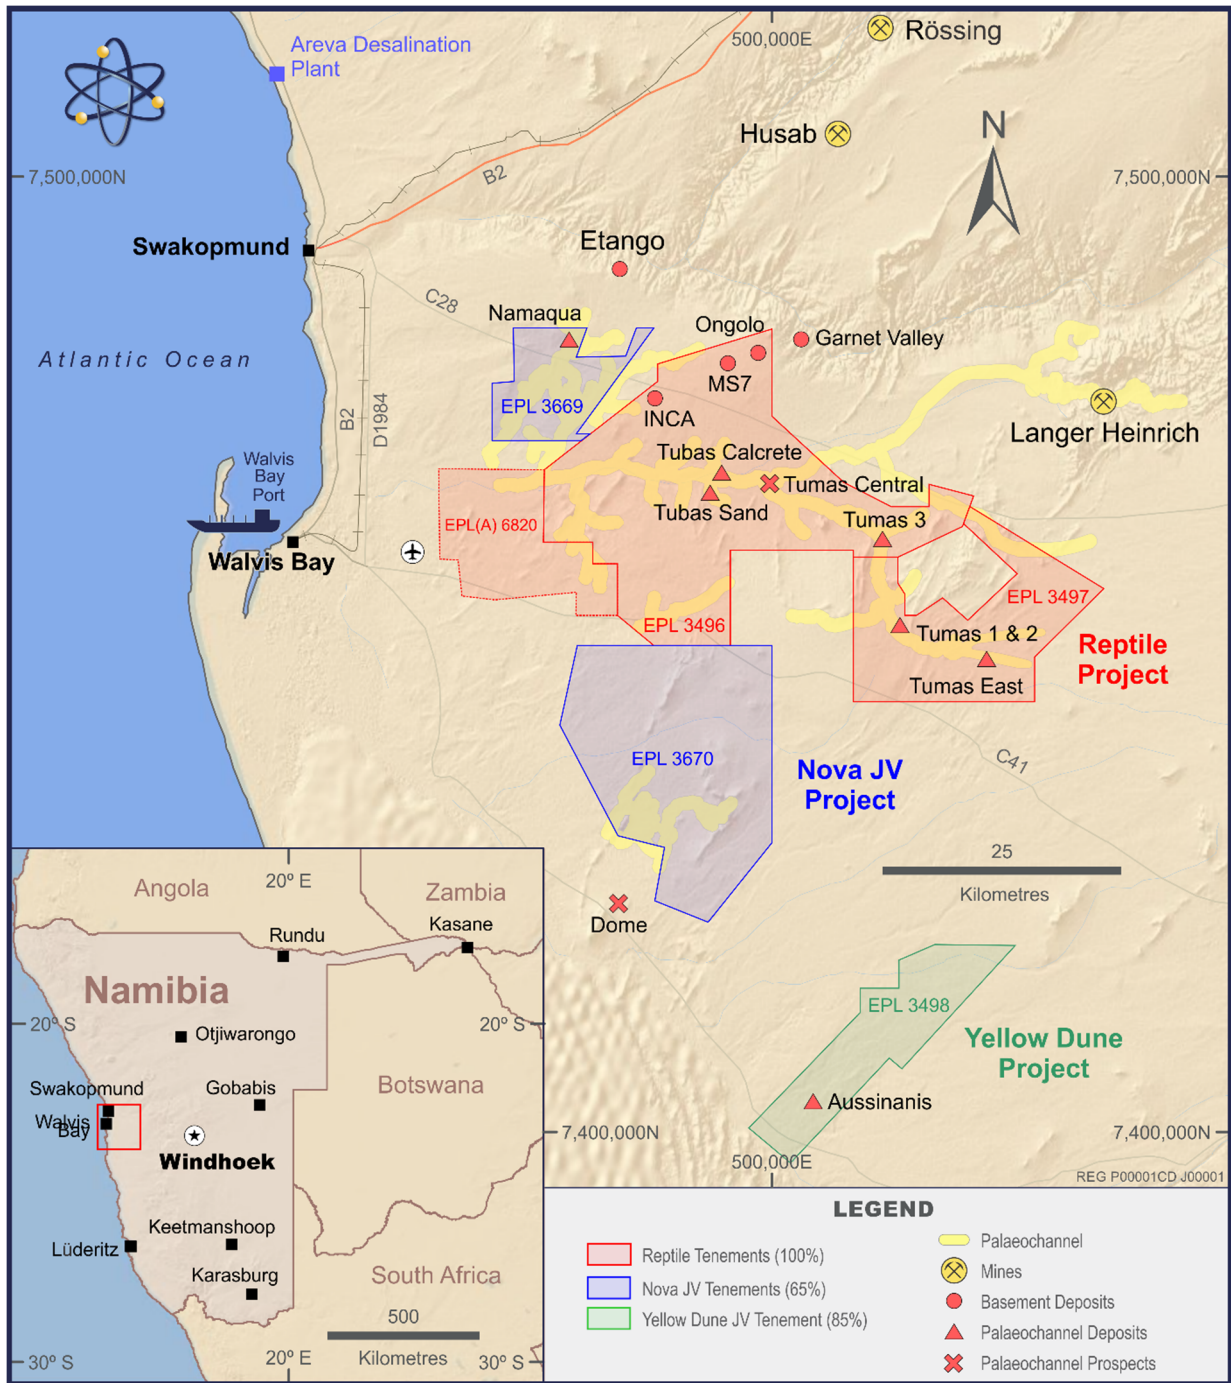 500,000E
Rössing
Areva Desalination
Plant
Husab
N
7,500,000N
B2
7,500,000N
Swakopmund
Etango
C28
Namaqua
Ongolo
Garnet Valley
Atlantic Ocean
MS7
EPL 3669
INCA
B2
D1984
Langer Heinrich
Tubas Calcrete
Walvis
Bay
Port
Tumas Central
Tubas Sand
EPL(A) 6820
Tumas 3
Walvis Bay
EPL 3497
EPL 3496
Tumas 1 & 2
Reptile
Project
Tumas East
EPL 3670
Nova JV
Project
C41
25
Kilometres
Dome
EPL 3498
Yellow Dune
Project
Aussinanis
7,400,000N
7,400,000N
500,000E
REG P00001CD J00001
Angola
20º E
Zambia
Kasane
Rundu
Namibia
20º S
20º S
Otjiwarongo
Botswana
Swakopmund
Gobabis
Walvis
Bay
Windhoek
Keetmanshoop
Lüderitz
Karasburg
South Africa
500
Kilometres
30º S
20º E
30º S
LEGEND
Reptile Tenements (100%)
Nova JV Tenements (65%)
Yellow Dune JV Tenement (85%)
Palaeochannel
Mines
Basement Deposits
Palaeochannel Deposits
Palaeochannel Prospects